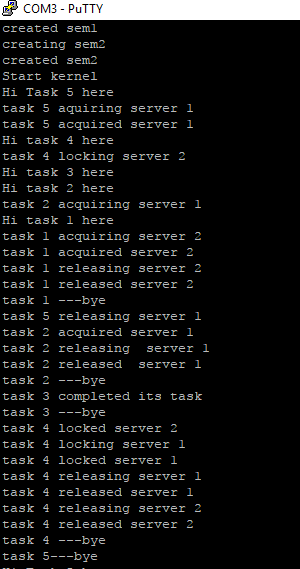 COM3 - PuTTY
created sem1
creating sem2
created sem2
Start kernel
Hi Task 5 here
task 5 aquiring server 1
task 5 acquired server 1
Hi task 4 here
task 4 locking server 2
Hi task 3 here
Hi task 2 here
task 2 acquiring server 1
Hi task 1 here
task 1 acquiring server 2
task 1 acquired server 2
task 1 releasing server 2
task 1 released server 2
task 1 ---bye
task 5 releasing server 1
task 2 acquired server 1
task 2 releasing  server 1
task 2 released  server 1
task 2 ---bye
task 3 completed its task
task 3 ---bye
task 4 locked server 2
task 4 locking server 1
task 4 locked server 1
task 4 releasing server 1
task 4 released server 1
task 4 releasing server 2
task 4 released server 2
task 4 ---bye
task 5---bye